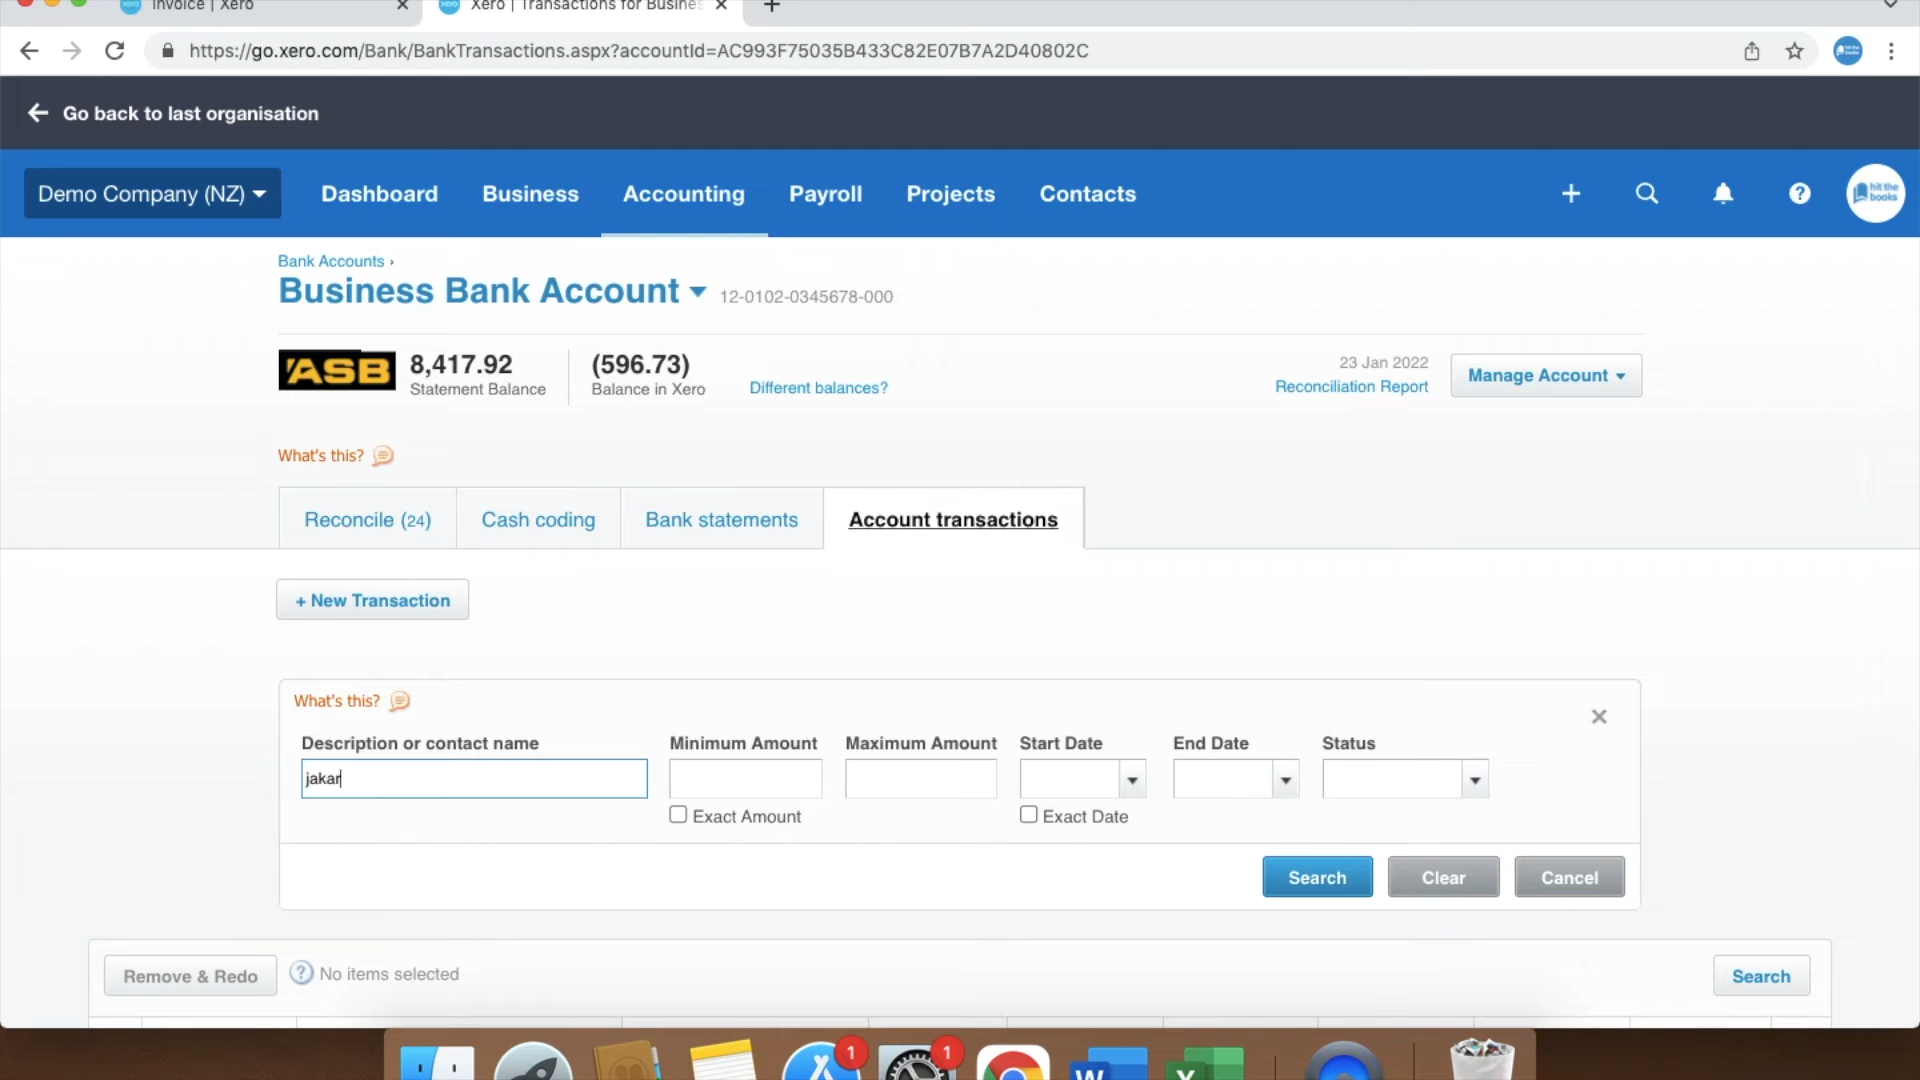 Invoice | Xero
Xero | Transactions for Busines
https://go.xero.com/Bank/BankTransactions.aspx?accountId=AC993F75035B433C82E07B7A2D40802C
Go back to last organisation
Demo Company (NZ)
Dashboard
Business
Accounting
Payroll
Projects
Contacts
hit the
books
Bank Accounts ›
Business Bank Account
12-0102-0345678-000
ASB
8,417.92
Statement Balance
(596.73)
Balance in Xero
Different balances?
23 Jan 2022
Reconciliation Report
Manage Account
What's this?
Reconcile (24)
Cash coding
Bank statements
Account transactions
+ New Transaction
What's this?
Description or contact name
Minimum Amount
Maximum Amount
Start Date
End Date
Status
jakar
Exact Amount
Exact Date
Search
Clear
Cancel
Remove & Redo
? No items selected
Search
1
1
W
X